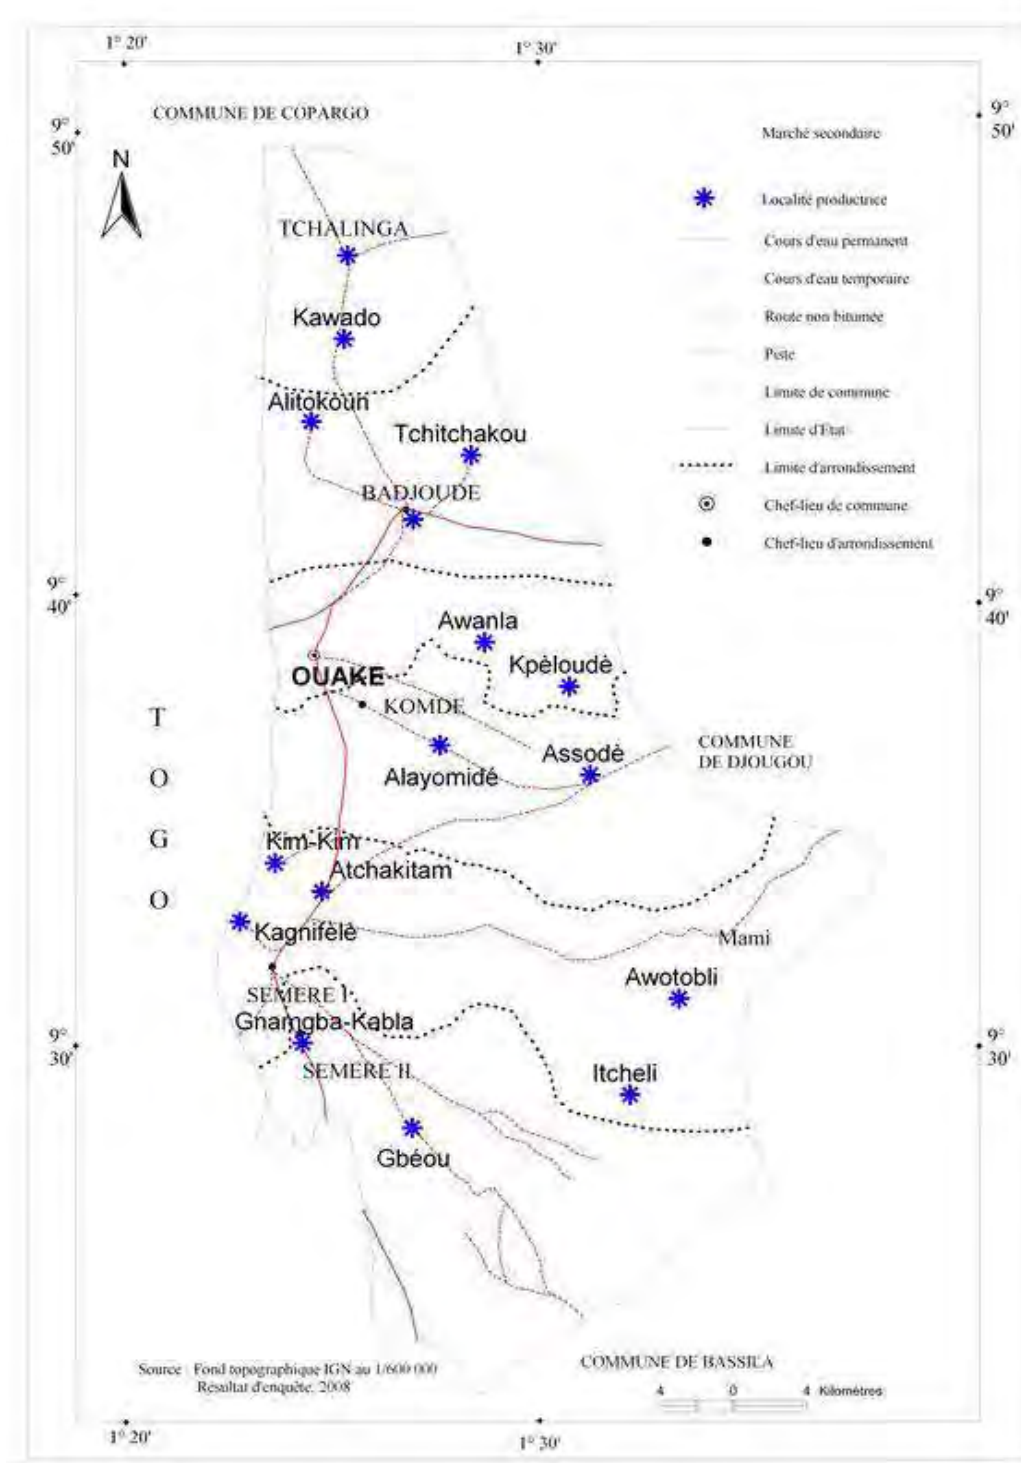 1° 20'
1° 30'
COMMUNE DE COPARGO
9°
50'
9°
50'
N
Marché secondaire
Localité productrice
Cours d'eau permanent
Cours d'eau temporaire
Route non bitumée
Piste
Limite de commune
Limite d'Etat
Limite d'arrondissement
Chef-lieu de commune
Chef-lieu d'arrondissement
TCHALINGA
Kawado
Alitokoun
Tchitchakou
BADJOUDE
9°
40'
9°
40'
Awanla
Kpèloudè
OUAKE
KOMDE
Alayomidé
Assodè
COMMUNE
DE DJOUGOU
T
O
G
O
Kim-Kim
Atchakitam
Kagnifèlè
Mami
Awotobli
SEMERE I
Gnamgba-Kabla
SEMERE II
9°
30'
9°
30'
Itcheli
Gbéou
Source : Fond topographique IGN au 1/600 000
Résultat d'enquête, 2008
COMMUNE DE BASSILA
4 0 4 Kilomètres
1° 20'
1° 30'